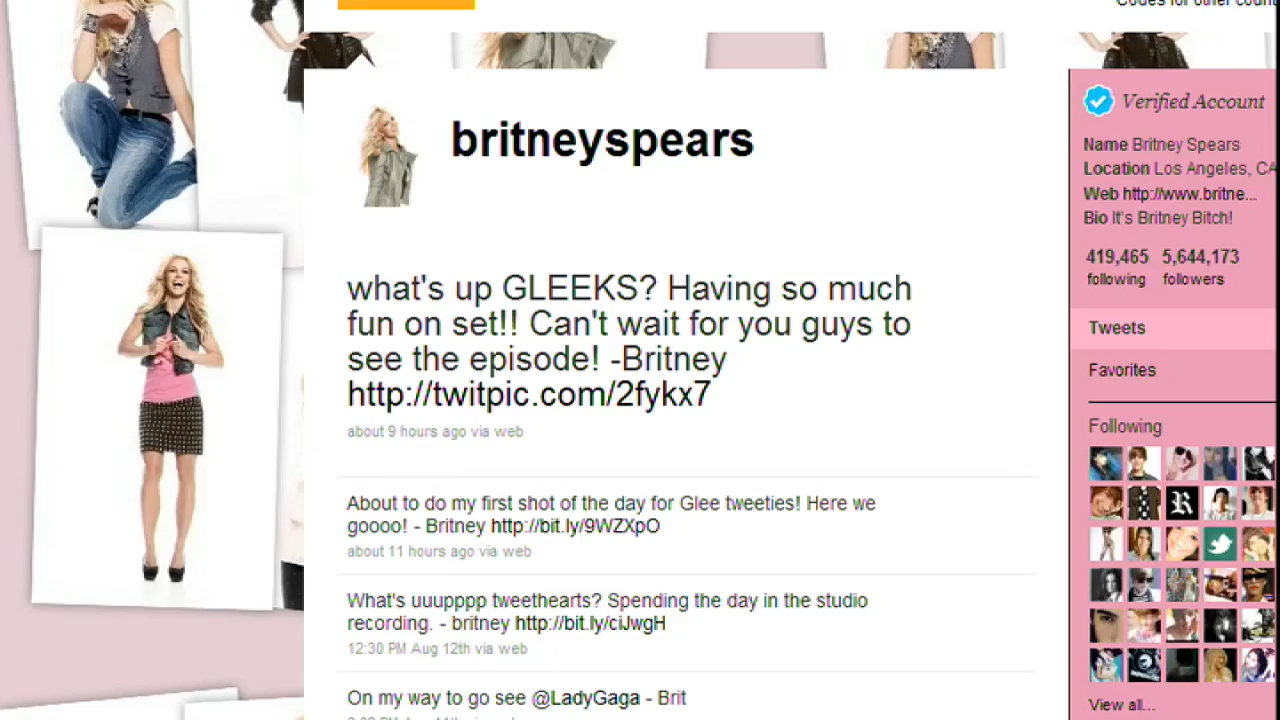 Codes for other count
britneyspears
Verified Account
Name Britney Spears
Location Los Angeles, CA
Web http://www.britne...
Bio It's Britney Bitch!
419,465 5,644,173
following followers
what's up GLEEKS? Having so much
fun on set!! Can't wait for you guys to
see the episode! -Britney
http://twitpic.com/2fykx7
about 9 hours ago via web
About to do my first shot of the day for Glee tweeties! Here we
goooo! - Britney http://bit.ly/9WZXpO
about 11 hours ago via web
What's uuupppp tweethearts? Spending the day in the studio
recording. - britney http://bit.ly/ciJwgH
12:30 PM Aug 12th via web
On my way to go see @LadyGaga - Brit
Tweets
Favorites
Following
R
View all...